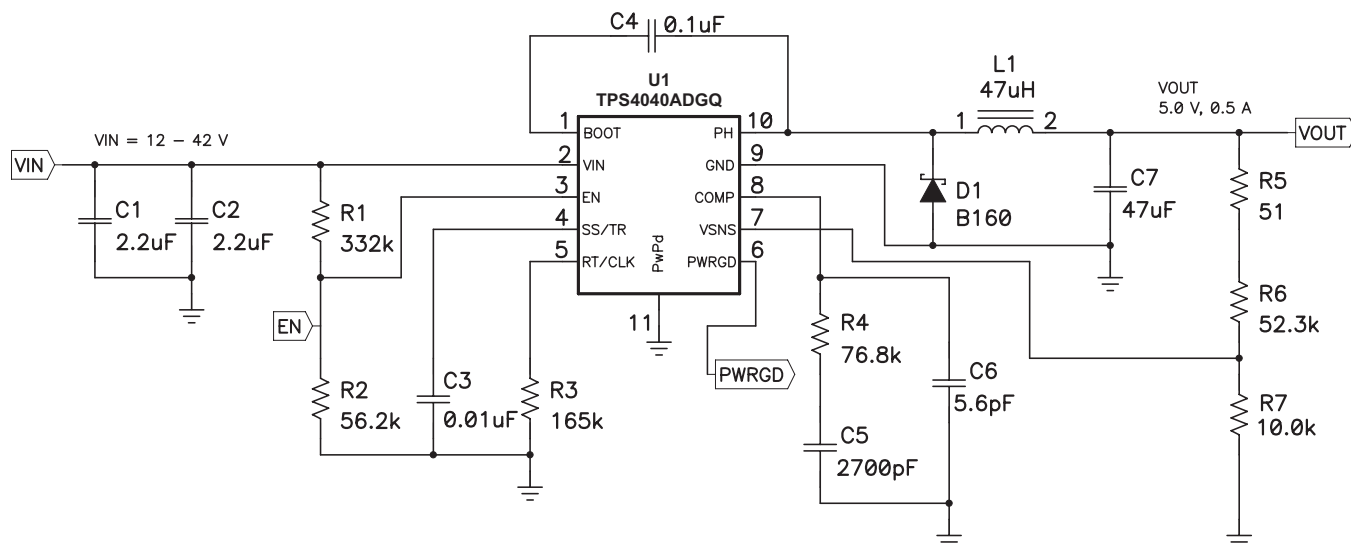 C4
0.1uF
U1
TPS4040ADGQ
L1
47uH
VOUT
5.0 V, 0.5 A
VIN = 12 – 42 V
VIN
1
BOOT
PH
10
1
2
VOUT
2
VIN
GND
9
3
EN
COMP
8
4
SS/TR
VSNS
7
5
RT/CLK
PwPd
PWRGD
6
11
C1
2.2uF
C2
2.2uF
R1
332k
D1
B160
C7
47uF
R5
51
EN
R6
52.3k
R4
76.8k
PWRGD
R2
56.2k
C3
0.01uF
R3
165k
C6
5.6pF
R7
10.0k
C5
2700pF